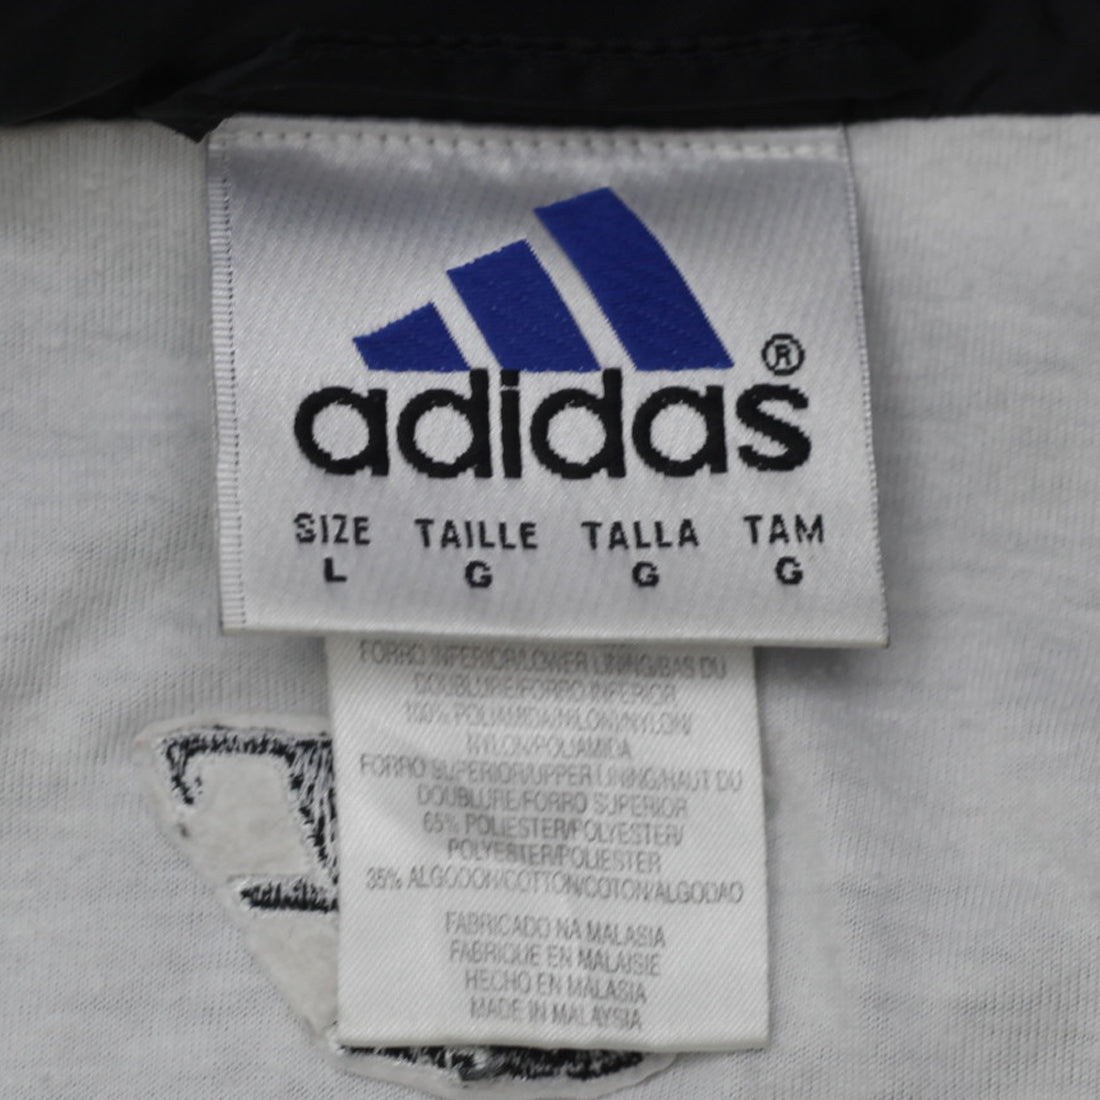 adidas®
SIZE TAILLE TALLA TAM
L G G G
FORRO INFERIOR/LOWER LINING/BAS DU
DOUBLURE/FORRO INFERIOR
100% POLIAMIDA/NILON/NYLON/
NYLON/POLIAMIDA
FORRO SUPERIOR/UPPER LINING/HAUT DU
DOUBLURE/FORRO SUPERIOR
65% POLIESTER/POLYESTER/
POLYESTER/POLIESTER
35% ALGODON/COTTON/COTON/ALGODAO
FABRICADO NA MALASIA
FABRIQUE EN MALAISIE
HECHO EN MALASIA
MADE IN MALAYSIA